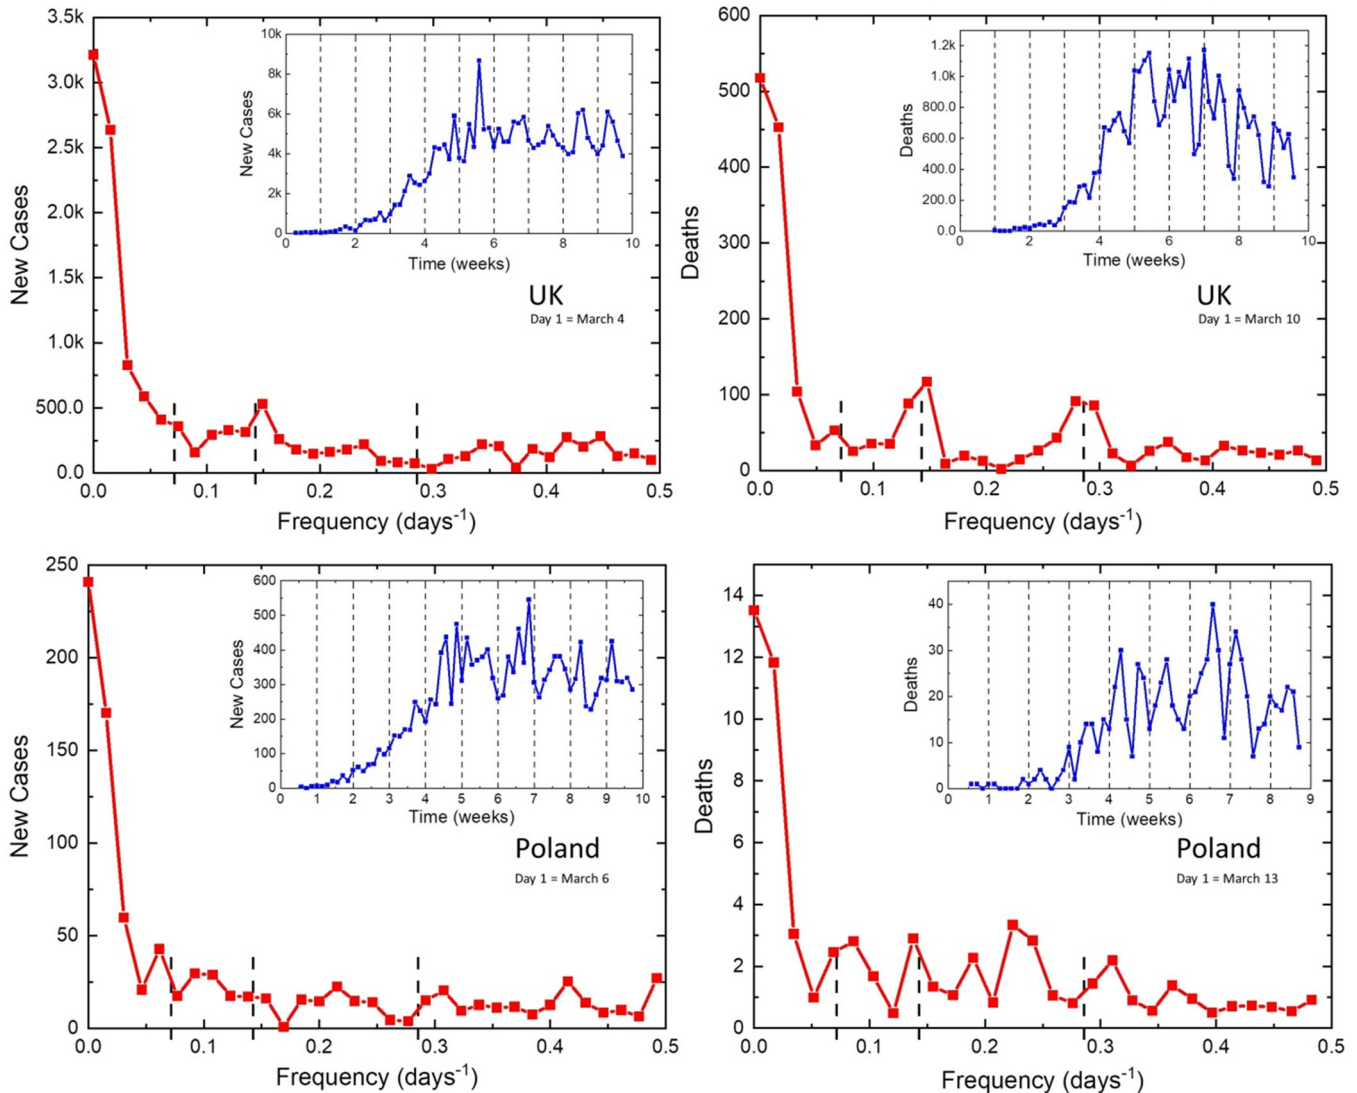 3.5k
3.0k
2.5k
2.0k
1.5k
1.0k
500.0
0.0
New Cases
0.0 0.1 0.2 0.3 0.4 0.5
Frequency (days-1)
10k
8k
6k
4k
2k
0
New Cases
0 2 4 6 8 10
Time (weeks)
UK
Day 1 = March 4
600
500
400
300
200
100
0
Deaths
0.0 0.1 0.2 0.3 0.4 0.5
Frequency (days-1)
1.2k
1.0k
800.0
600.0
400.0
200.0
0.0
Deaths
0 2 4 6 8 10
Time (weeks)
UK
Day 1 = March 10
250
200
150
100
50
0
New Cases
0.0 0.1 0.2 0.3 0.4 0.5
Frequency (days-1)
600
500
400
300
200
100
0
New Cases
0 1 2 3 4 5 6 7 8 9 10
Time (weeks)
Poland
Day 1 = March 6
14
12
10
8
6
4
2
0
Deaths
0.0 0.1 0.2 0.3 0.4 0.5
Frequency (days-1)
40
30
20
10
0
Deaths
0 1 2 3 4 5 6 7 8 9
Time (weeks)
Poland
Day 1 = March 13